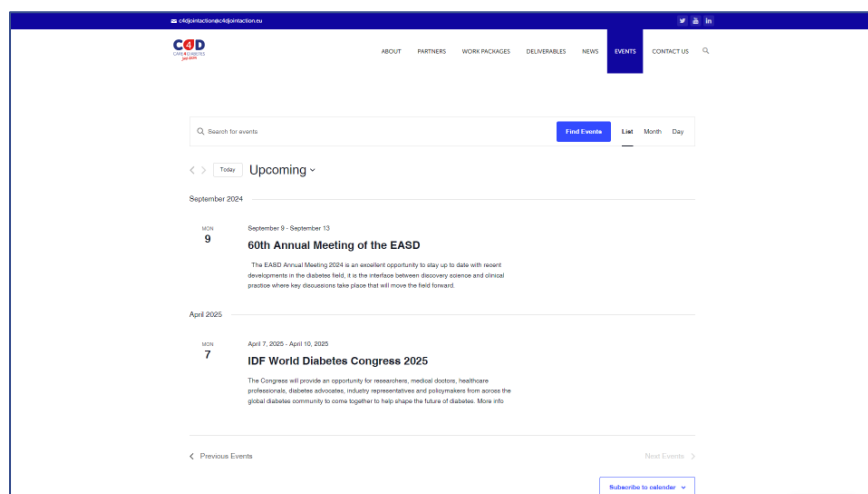 c4djointaction@c4djointaction.eu
C4D
CARE4DIABETES
ABOUT PARTNERS WORK PACKAGES DELIVERABLES NEWS EVENTS CONTACT US
Search for events Find Events List Month Day
Today Upcoming
September 2024
MON
9
September 9 - September 13
60th Annual Meeting of the EASD
The EASD Annual Meeting 2024 is an excellent opportunity to stay up to date with recent
developments in the diabetes field, it is the interface between discovery science and clinical
practice where key discussions take place that will move the field forward.
April 2025
MON
7
April 7, 2025 - April 10, 2025
IDF World Diabetes Congress 2025
The Congress will provide an opportunity for researchers, medical doctors, healthcare
professionals, diabetes advocates, industry representatives and policymakers from across the
global diabetes community to come together to help shape the future of diabetes. More info
Previous Events Next Events
Subscribe to calendar